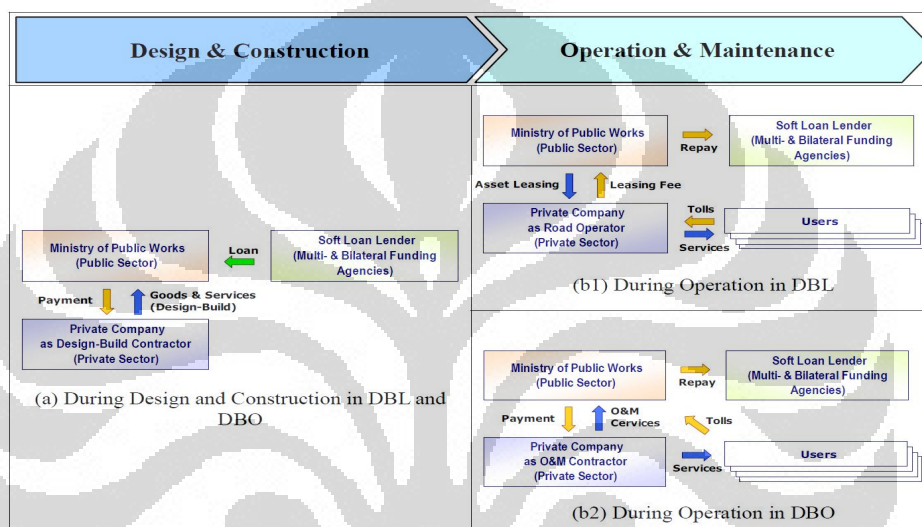 Design & Construction
Operation & Maintenance
Ministry of Public Works
(Public Sector)
Loan
Soft Loan Lender
(Multi- & Bilateral Funding
Agencies)
Payment
Goods & Services
(Design-Build)
Private Company
as Design-Build Contractor
(Private Sector)
(a) During Design and Construction in DBL and
DBO
Ministry of Public Works
(Public Sector)
Repay
Soft Loan Lender
(Multi- & Bilateral Funding
Agencies)
Asset Leasing
Leasing Fee
Private Company
as Road Operator
(Private Sector)
Tolls
Services
Users
(b1) During Operation in DBL
Ministry of Public Works
(Public Sector)
Repay
Soft Loan Lender
(Multi- & Bilateral Funding
Agencies)
Payment
O&M
Cervices
Tolls
Private Company
as O&M Contractor
(Private Sector)
Services
Users
(b2) During Operation in DBO